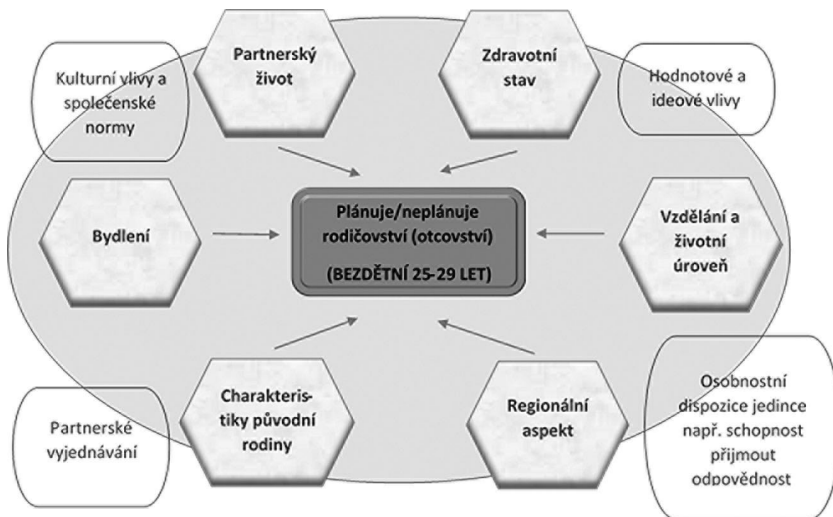 Partnerský
život
Zdravotní
stav
Kulturní vlivy a
společenské
normy
Hodnotové a
ideové vlivy
Bydlení
Plánuje/neplánuje
rodičovství (otcovství)
(BEZDĚTNÍ 25-29 LET)
Vzdělání a
životní
úroveň
Partnerské
vyjednávání
Charakteris-
tiky původní
rodiny
Regionální
aspekt
Osobnostní
dispozice jedince
např. schopnost
přijmout
odpovědnost